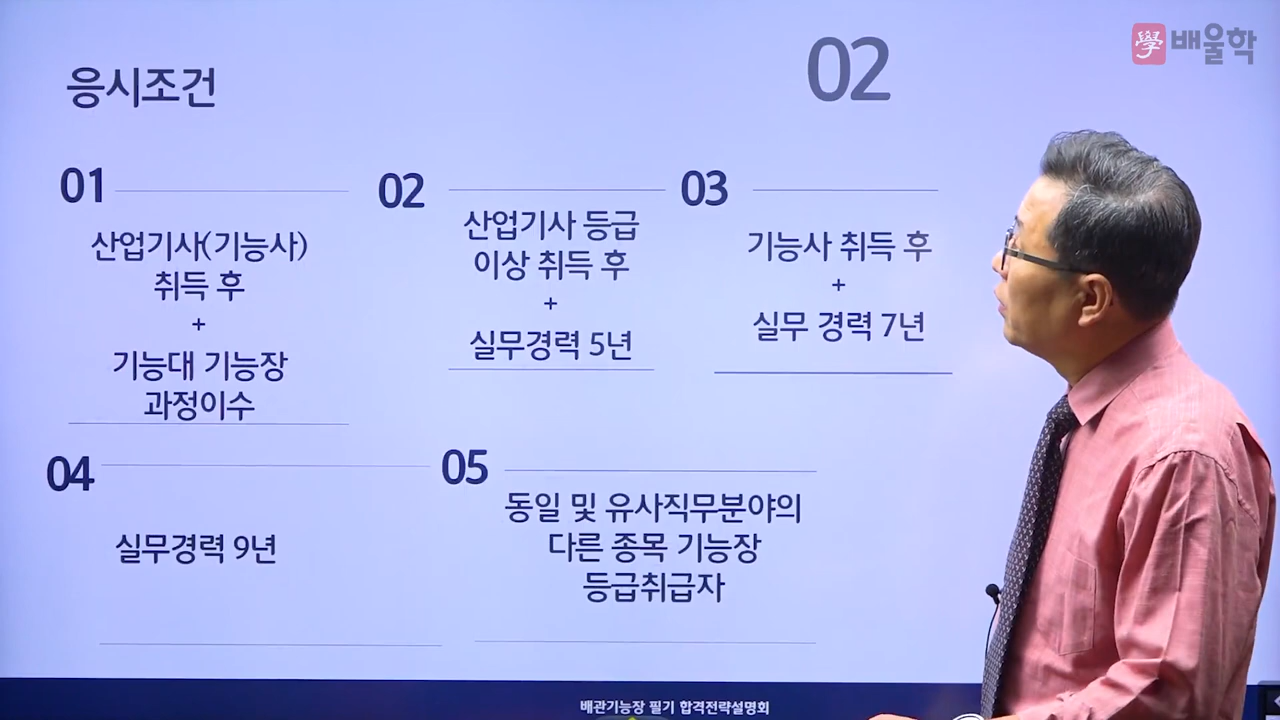 응시조건
02
學 배울학
01
산업기사(기능사)
취득 후
+
기능대 기능장
과정이수
02
산업기사 등급
이상 취득 후
+
실무경력 5년
03
기능사 취득 후
+
실무 경력 7년
04
실무경력 9년
05
동일 및 유사직무분야의
다른 종목 기능장
등급취급자
배관기능장 필기 합격전략설명회